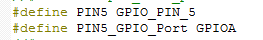 #define PIN5 GPIO_PIN_5
#define PIN5_GPIO_Port GPIOA